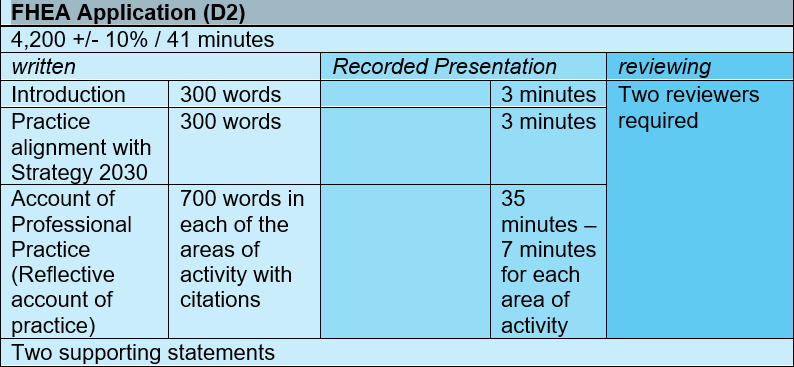 FHEA Application (D2)
4,200 +/- 10% / 41 minutes
written
Recorded Presentation
reviewing
Introduction
300 words
3 minutes
Two reviewers
required
Practice
alignment with
Strategy 2030
300 words
3 minutes
Account of
Professional
Practice
(Reflective
account of
practice)
700 words in
each of the
areas of
activity with
citations
35
minutes –
7 minutes
for each
area of
activity
Two supporting statements